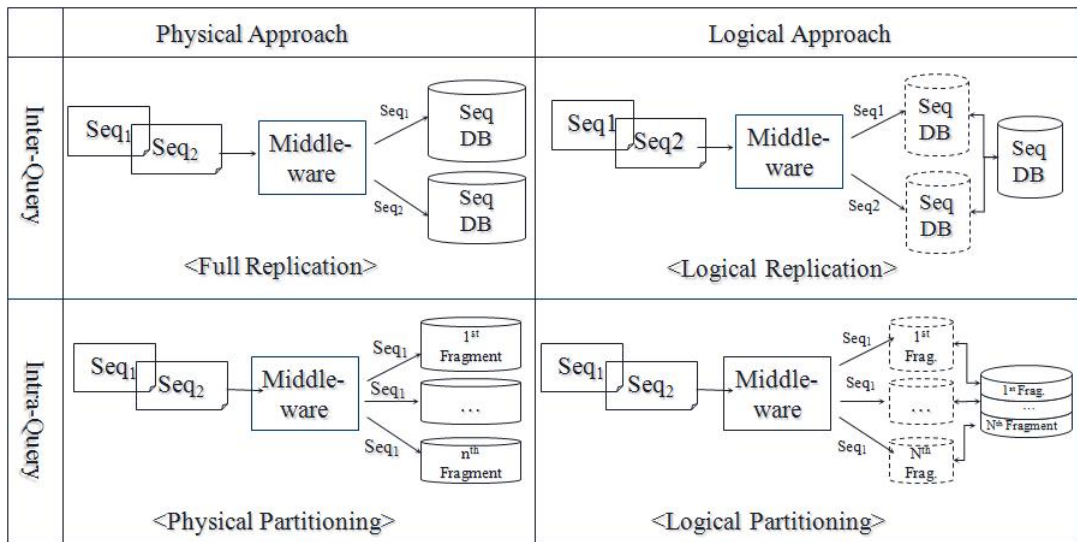 Physical Approach
Logical Approach
Inter-Query
Seq₁
Seq₂
Middle-
ware
Seq₁
Seq₂
Seq
DB
Seq
DB
<Full Replication>
Seq1
Seq2
Middle-
ware
Seq1
Seq2
Seq
DB
Seq
DB
Seq
DB
<Logical Replication>
Intra-Query
Seq₁
Seq₂
Middle-
ware
Seq₁
Seq₁
Seq₁
1st
Fragment
...
nth
Fragment
<Physical Partitioning>
Seq₁
Seq₂
Middle-
ware
Seq₁
Seq₁
Seq₁
1st
Frag.
...
Nth
Frag.
1st Frag.
...
Nth Fragment
<Logical Partitioning>